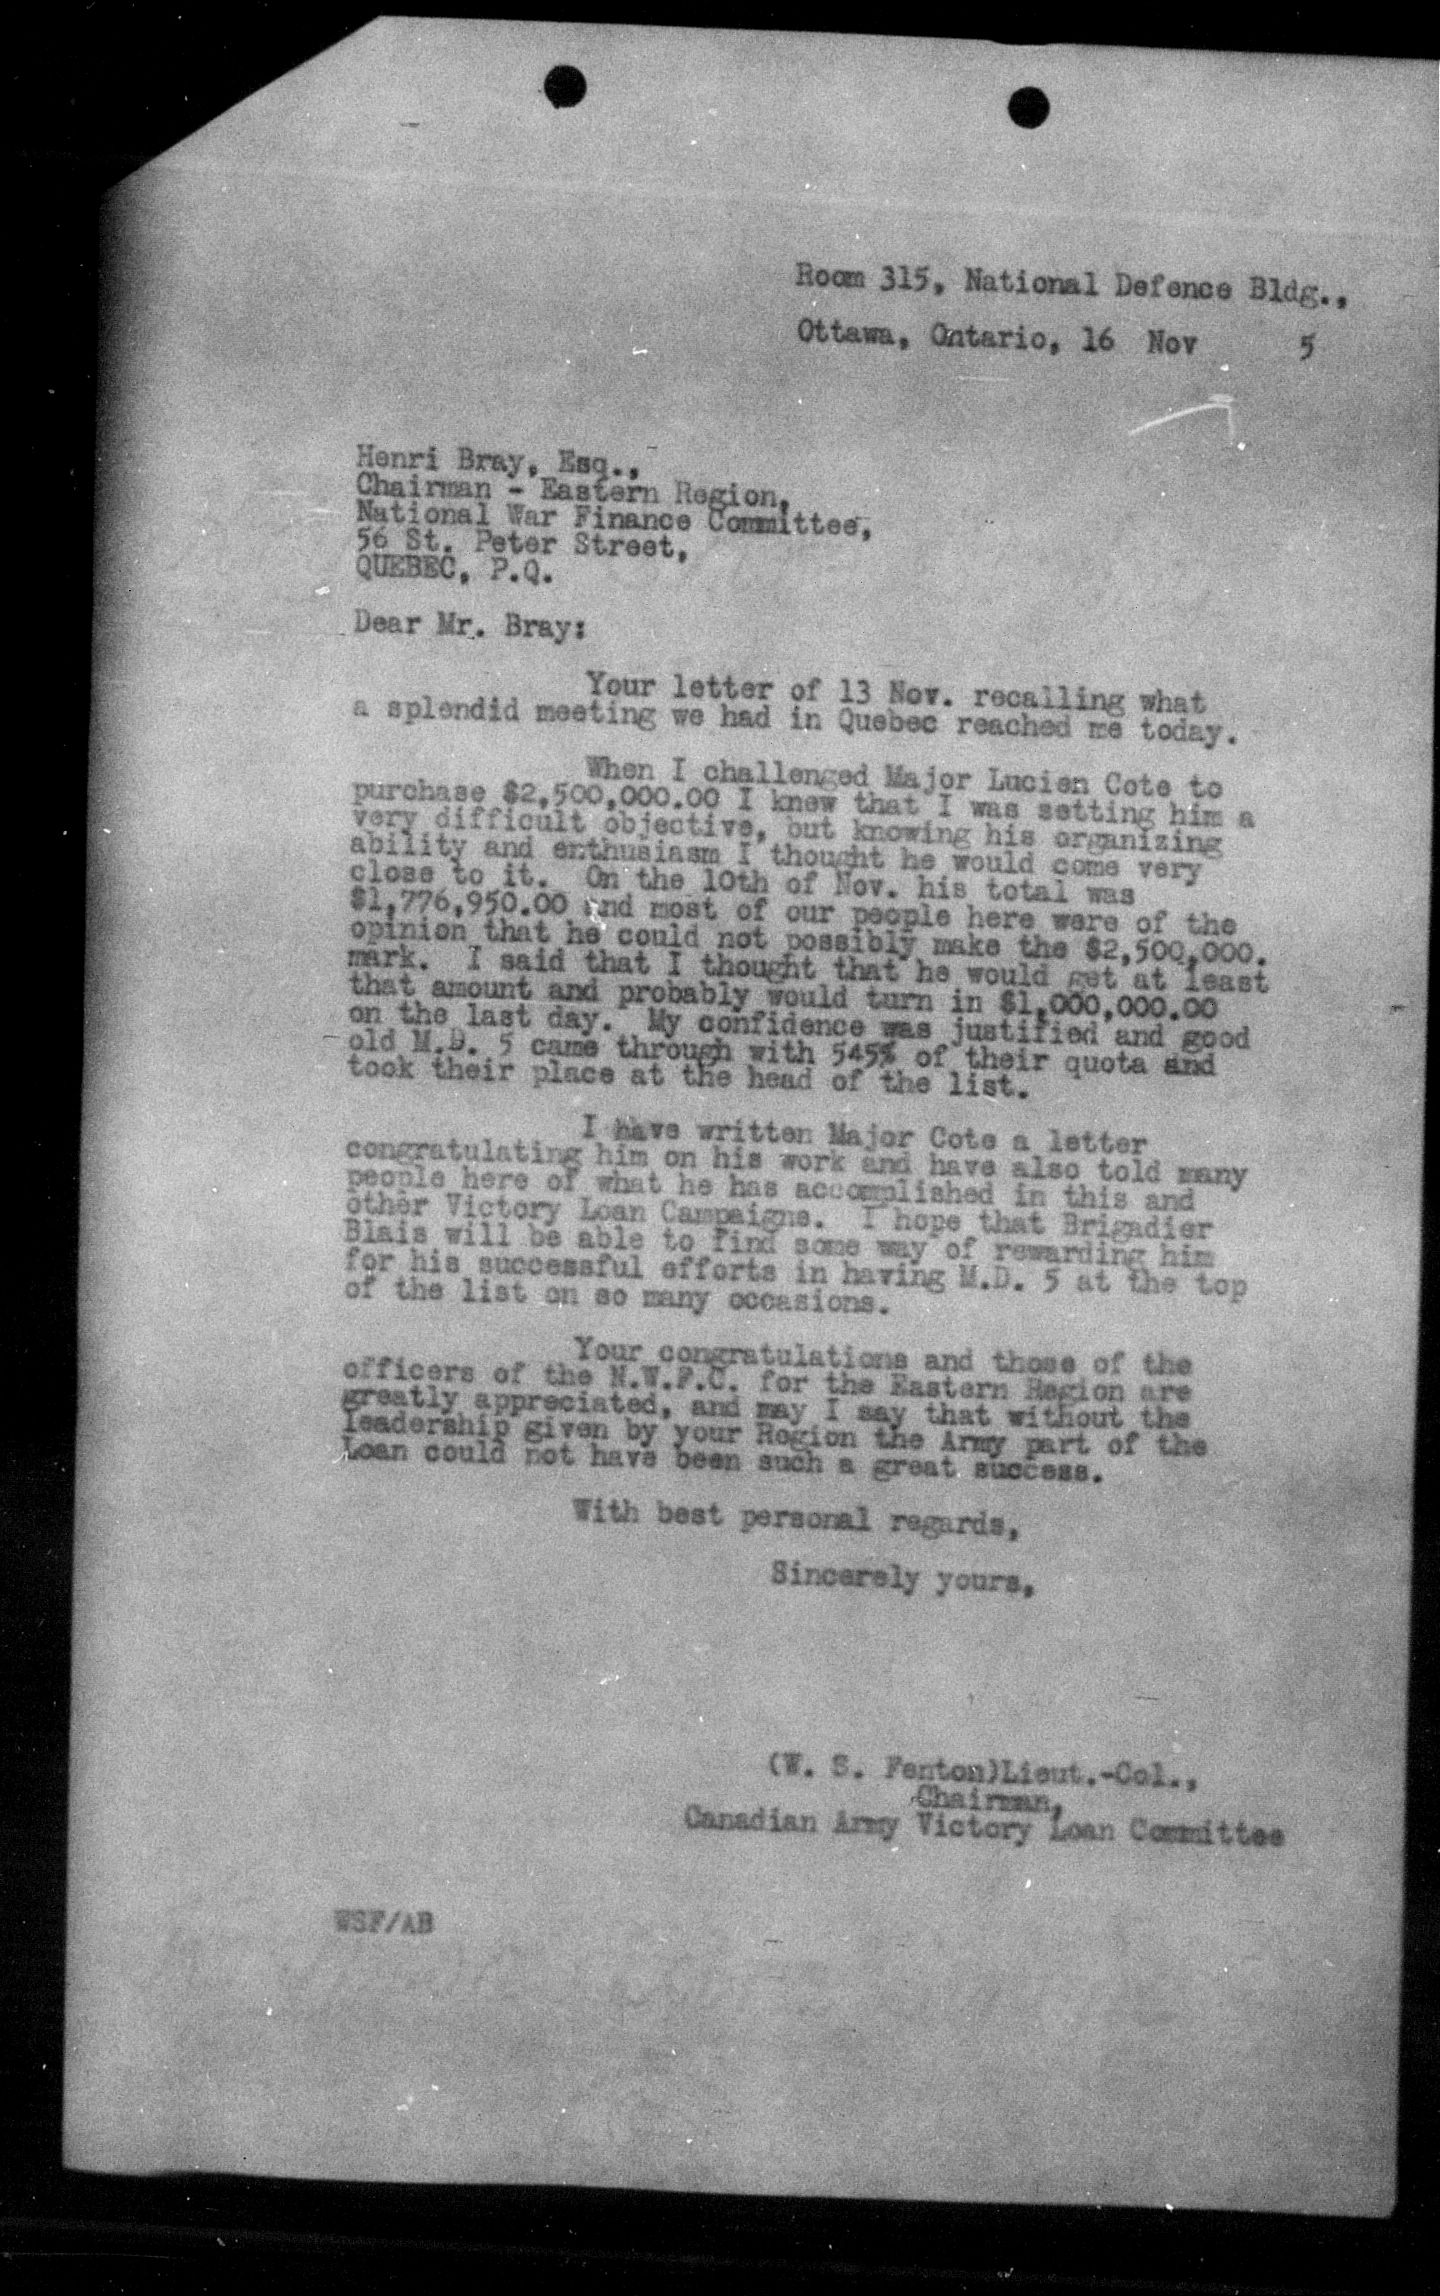 Room 315, National Defence Bldg.,
Ottawa, Ontario, 16 Nov 5
Henri Bray, Esq.,
Chairman - Eastern Region,
National War Finance Committee,
56 St. Peter Street,
QUEBEC, P.Q.
Dear Mr. Bray:
Your letter of 13 Nov. recalling what
a splendid meeting we had in Quebec reached me today.
When I challenged Major Lucien Cote to
purchase $2,500,000.00 I knew that I was setting him a
very difficult objective, but knowing his organizing
ability and enthusiasm I thought he would come very
close to it. On the 10th of Nov. his total was
$1,776,950.00 and most of our people here were of the
opinion that he could not possibly make the $2,500,000.
mark. I said that I thought that he would get at least
that amount and probably would turn in $1,000,000.00
on the last day. My confidence was justified and good
old M.D. 5 came through with 545% of their quota and
took their place at the head of the list.
I have written Major Cote a letter
congratulating him on his work and have also told many
people here of what he has accomplished in this and
other Victory Loan Campaigns. I hope that Brigadier
Blais will be able to find some way of rewarding him
for his successful efforts in having M.D. 5 at the top
of the list on so many occasions.
Your congratulations and those of the
officers of the N.W.F.C. for the Eastern Region are
greatly appreciated, and may I say that without the
leadership given by your Region the Army part of the
Loan could not have been such a great success.
With best personal regards,
Sincerely yours,
(W. S. Fenton)Lieut.-Col.,
Chairman,
Canadian Army Victory Loan Committee
WSF/AB